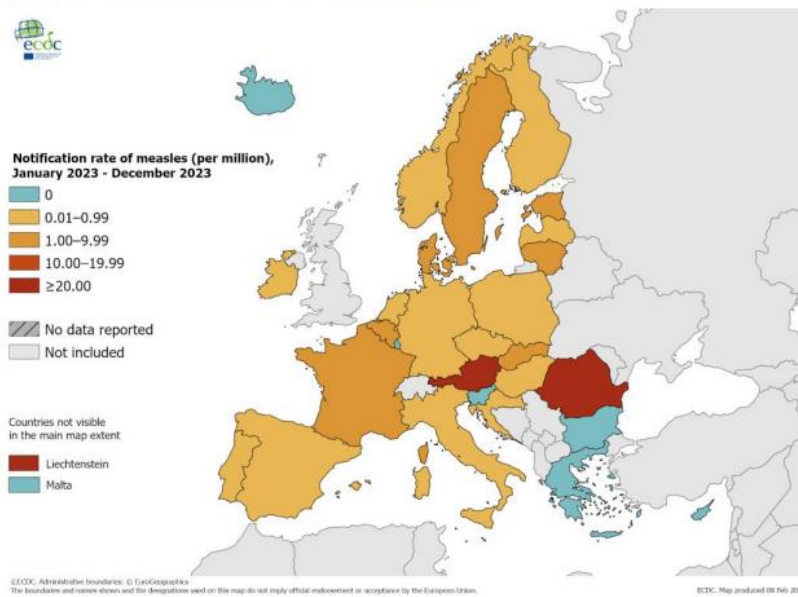 ecdc
Notification rate of measles (per million),
January 2023 - December 2023
0
0.01–0.99
1.00–9.99
10.00–19.99
≥20.00
No data reported
Not included
Countries not visible
in the main map extent
Liechtenstein
Malta
©ECDC. Administrative boundaries: © EuroGeographics
The boundaries and names shown and the designations used on this map do not imply official endorsement or acceptance by the European Union.
ECDC. Map produced 08 Feb 20